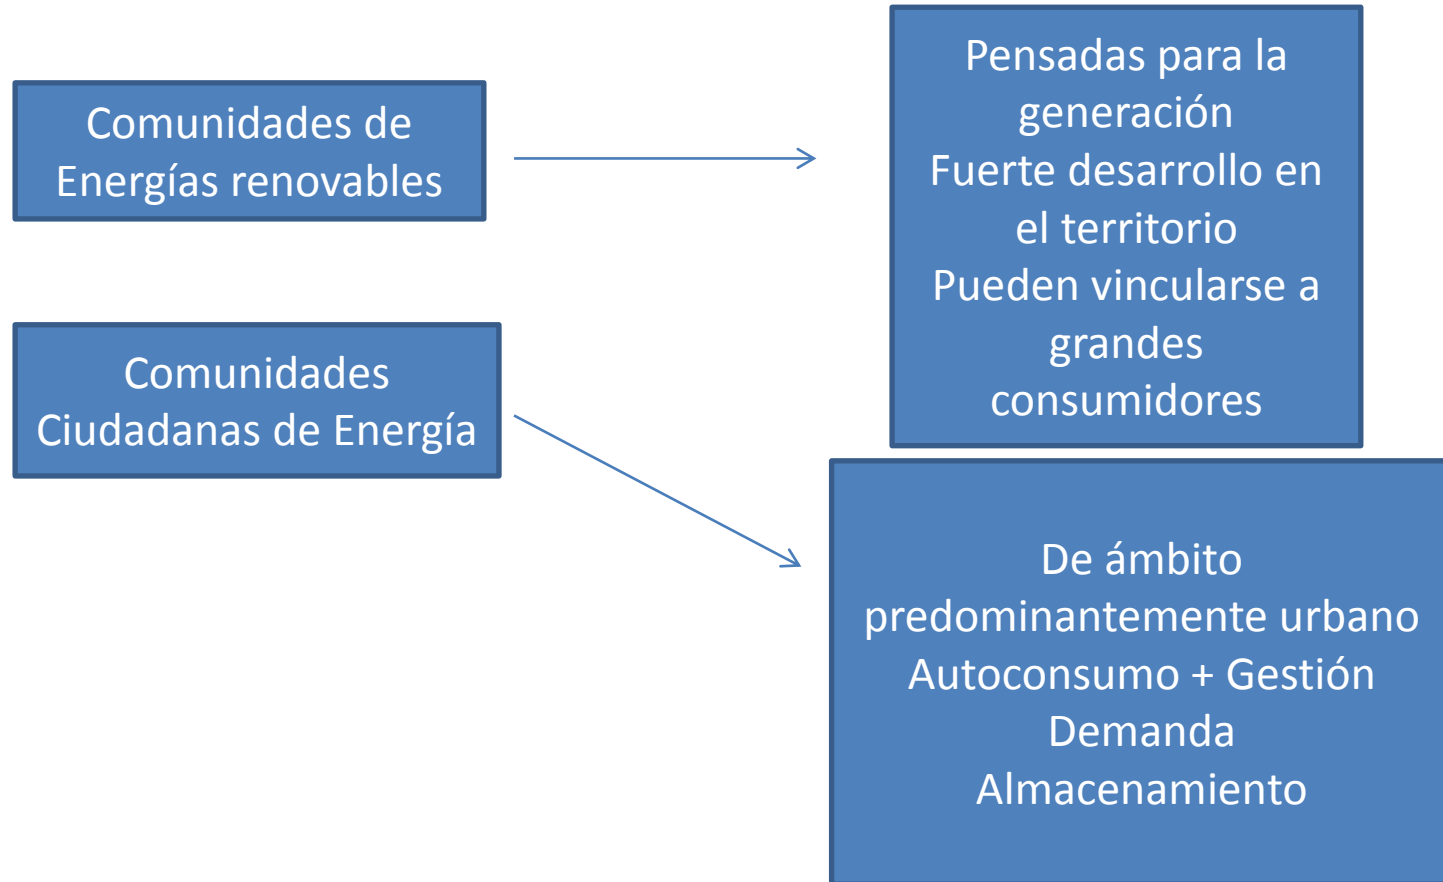 Comunidades de
Energías renovables
Pensadas para la
generación
Fuerte desarrollo en
el territorio
Pueden vincularse a
grandes
consumidores
Comunidades
Ciudadanas de Energía
De ámbito
predominantemente urbano
Autoconsumo + Gestión
Demanda
Almacenamiento